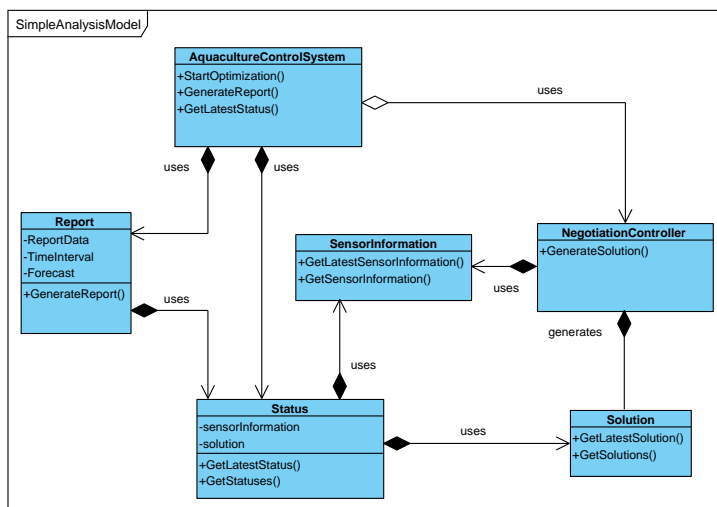 SimpleAnalysisModel
AquacultureControlSystem
+StartOptimization()
+GenerateReport()
+GetLatestStatus()
uses
uses
uses
Report
-ReportData
-TimeInterval
-Forecast
+GenerateReport()
SensorInformation
+GetLatestSensorInformation()
+GetSensorInformation()
NegotiationController
+GenerateSolution()
uses
uses
generates
uses
Status
-sensorInformation
-solution
+GetLatestStatus()
+GetStatuses()
uses
Solution
+GetLatestSolution()
+GetSolutions()